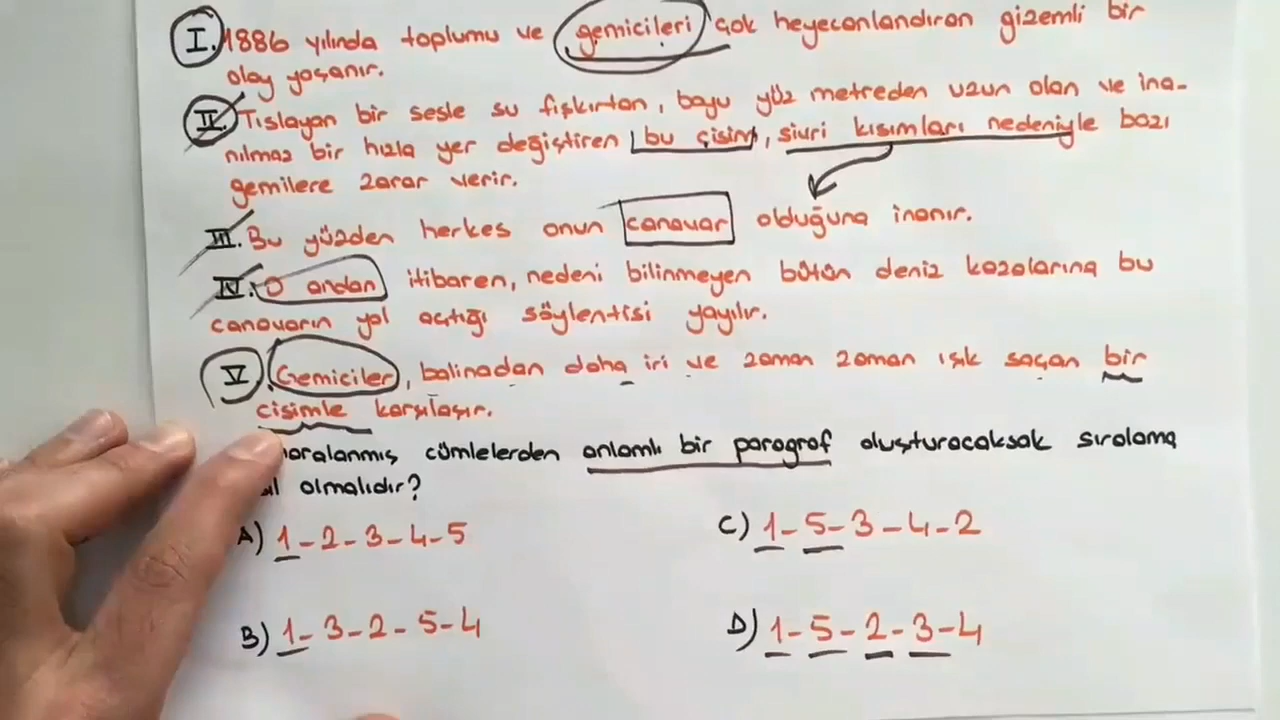 I. 1886 yılında toplumu ve gemicileri çok heyecanlandıran gizemli bir
olay yaşanır.
II. Tıslayan bir sesle su fışkırtan, boyu yüz metreden uzun olan ve ina-
nılmaz bir hızla yer değiştiren bu cisim, sivri kısımları nedeniyle bazı
gemilere zarar verir.
III. Bu yüzden herkes onun canavar olduğuna inanır.
IV. O andan itibaren, nedeni bilinmeyen bütün deniz kazalarına bu
canavarın yol açtığı söylentisi yayılır.
V. Gemiciler, balinadan daha iri ve zaman zaman ışık saçan bir
cisimle karşılaşır.
cümlelerden anlamlı bir paragraf oluşturacaksak sıralama
olmalıdır?
A) 1-2-3-4-5
C) 1-5-3-4-2
B) 1-3-2-5-4
D) 1-5-2-3-4